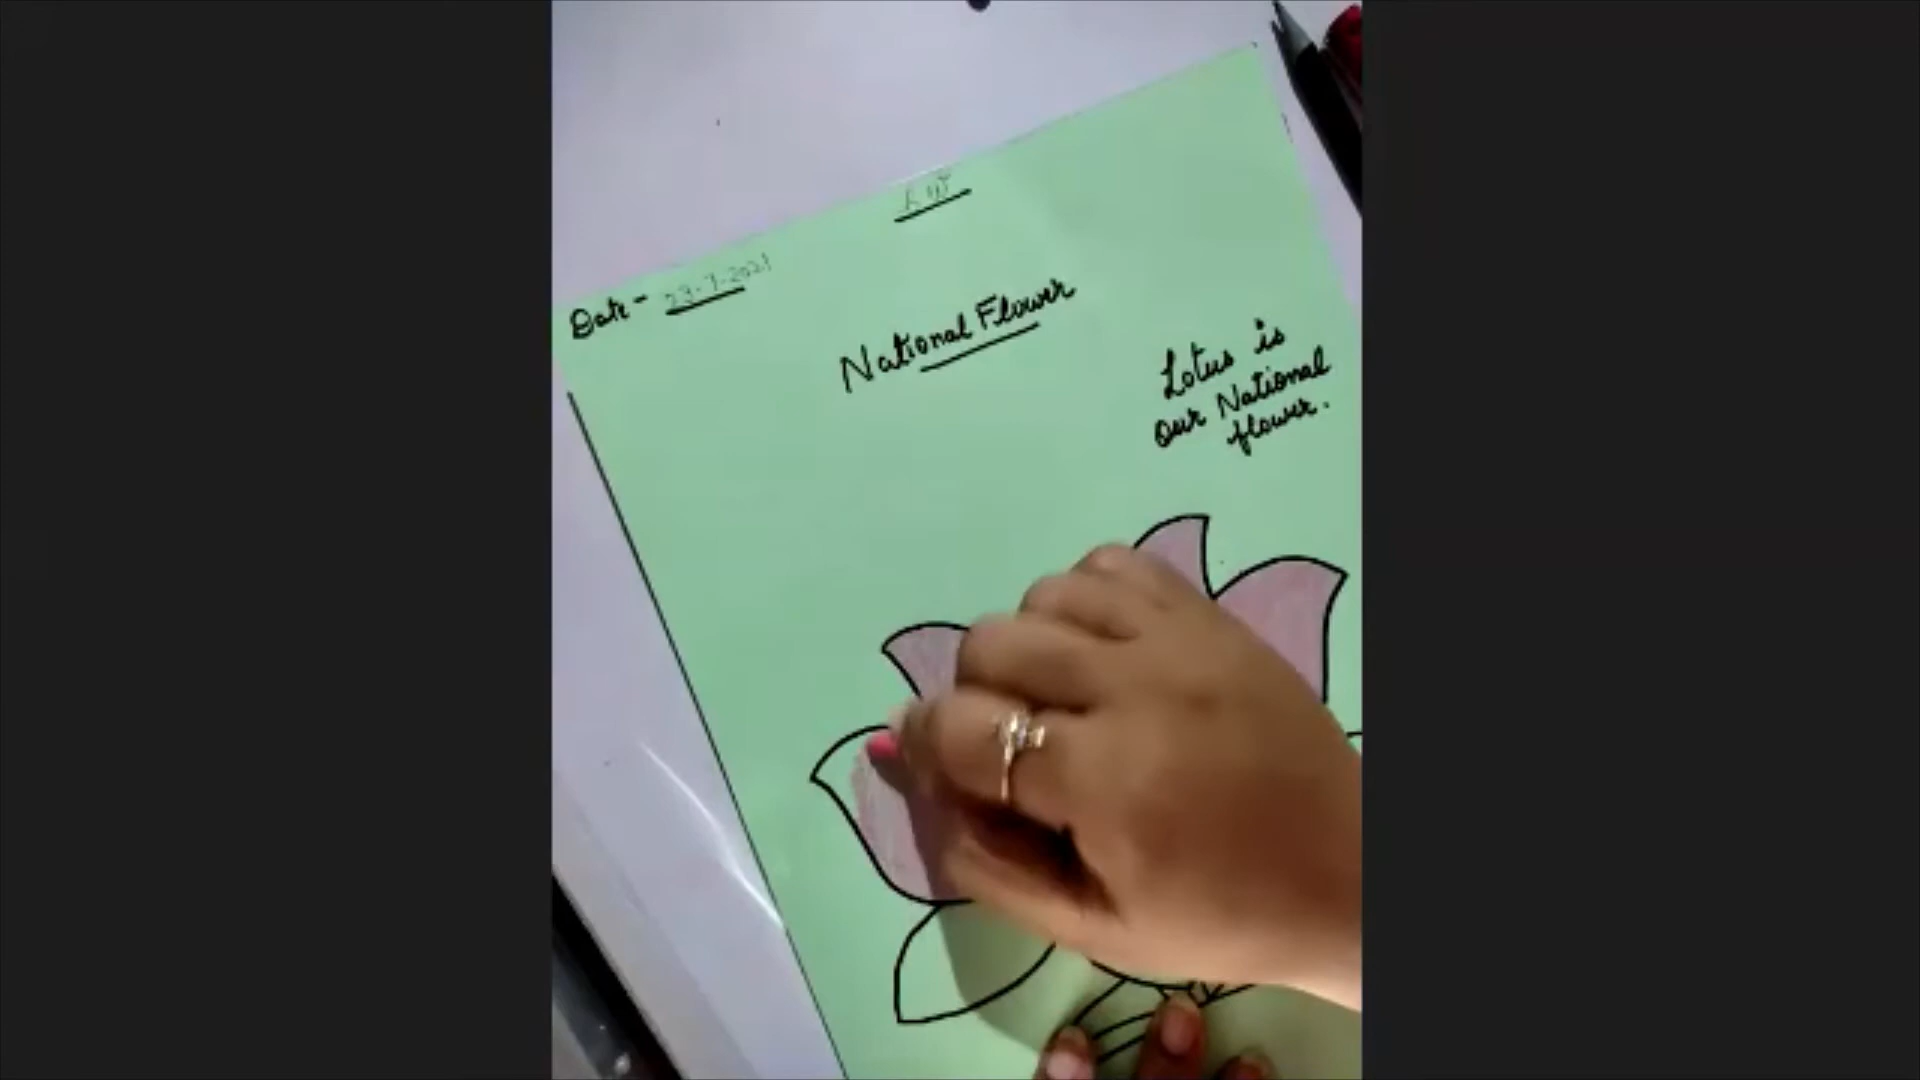 Date - 23-7-2021
National Flower
Lotus is
our National
flower.